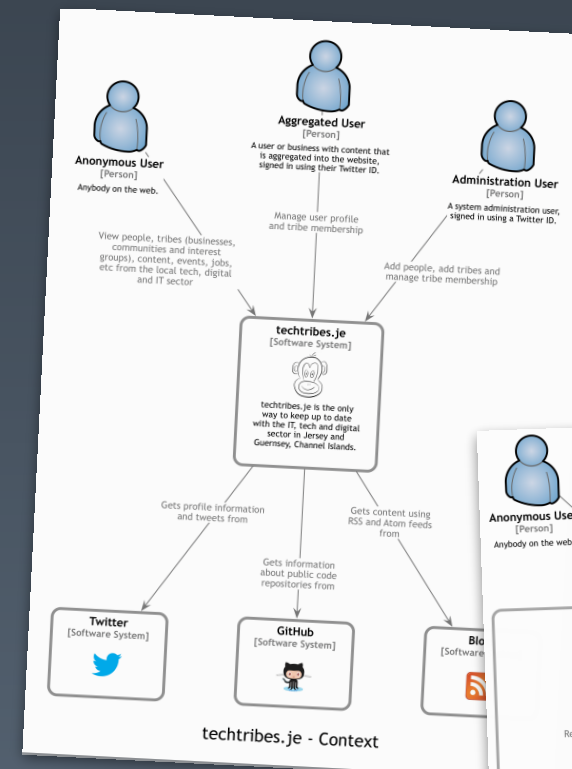 Aggregated User
[Person]
A user or business with content that
is aggregated into the website,
signed in using their Twitter ID.
Anonymous User
[Person]
Anybody on the web.
Administration User
[Person]
A system administration user,
signed in using a Twitter ID.
View people, tribes (businesses,
communities and interest
groups), content, events, jobs,
etc from the local tech, digital
and IT sector
Manage user profile
and tribe membership
Add people, add tribes and
manage tribe membership
techtribes.je
[Software System]
techtribes.je is the only
way to keep up to date
with the IT, tech and digital
sector in Jersey and
Guernsey, Channel Islands.
Gets profile information
and tweets from
Gets information
about public code
repositories from
Gets content using
RSS and Atom feeds
from
Twitter
[Software System]
GitHub
[Software System]
Blo
[Software
techtribes.je - Context
Anonymous Use
[Person]
Anybody on the web
Re